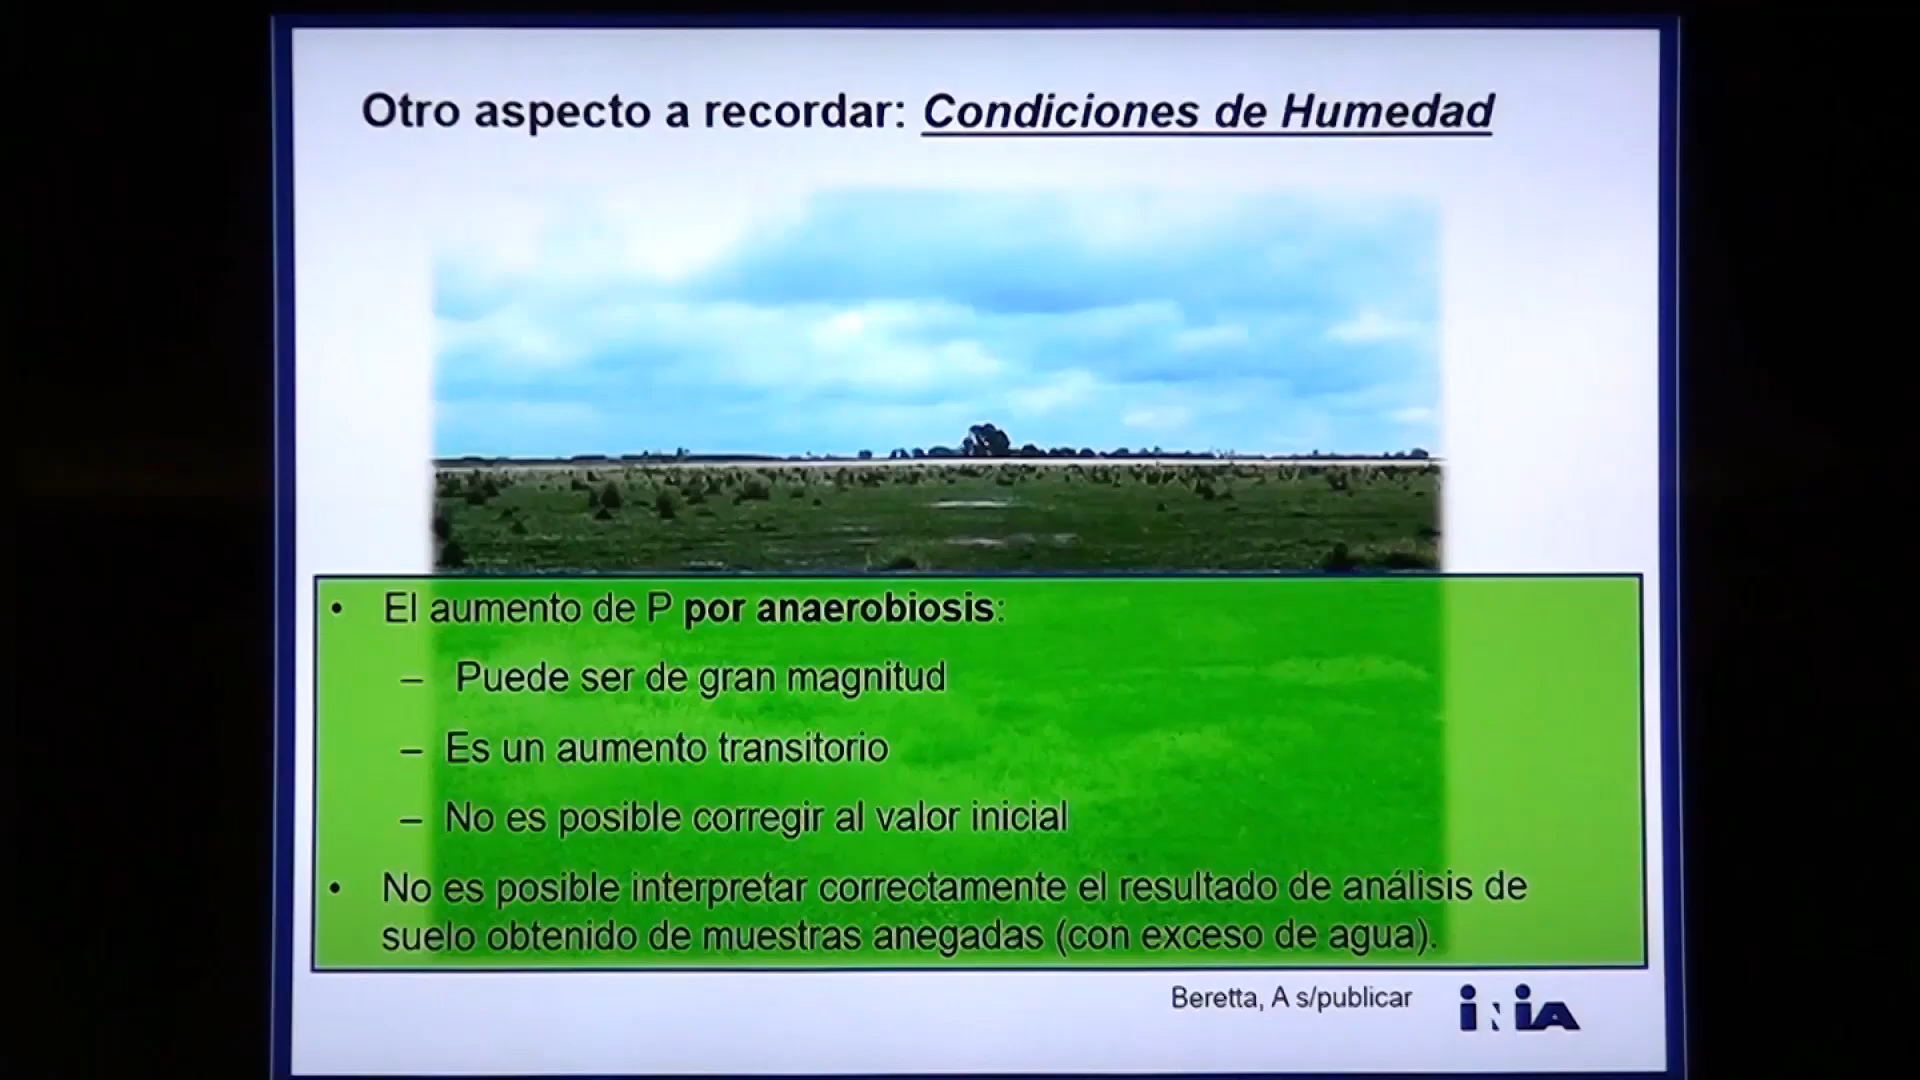 Otro aspecto a recordar: Condiciones de Humedad
• El aumento de P por anaerobiosis:
– Puede ser de gran magnitud
– Es un aumento transitorio
– No es posible corregir al valor inicial
• No es posible interpretar correctamente el resultado de análisis de
suelo obtenido de muestras anegadas (con exceso de agua).
Beretta, A s/publicar
iNiA